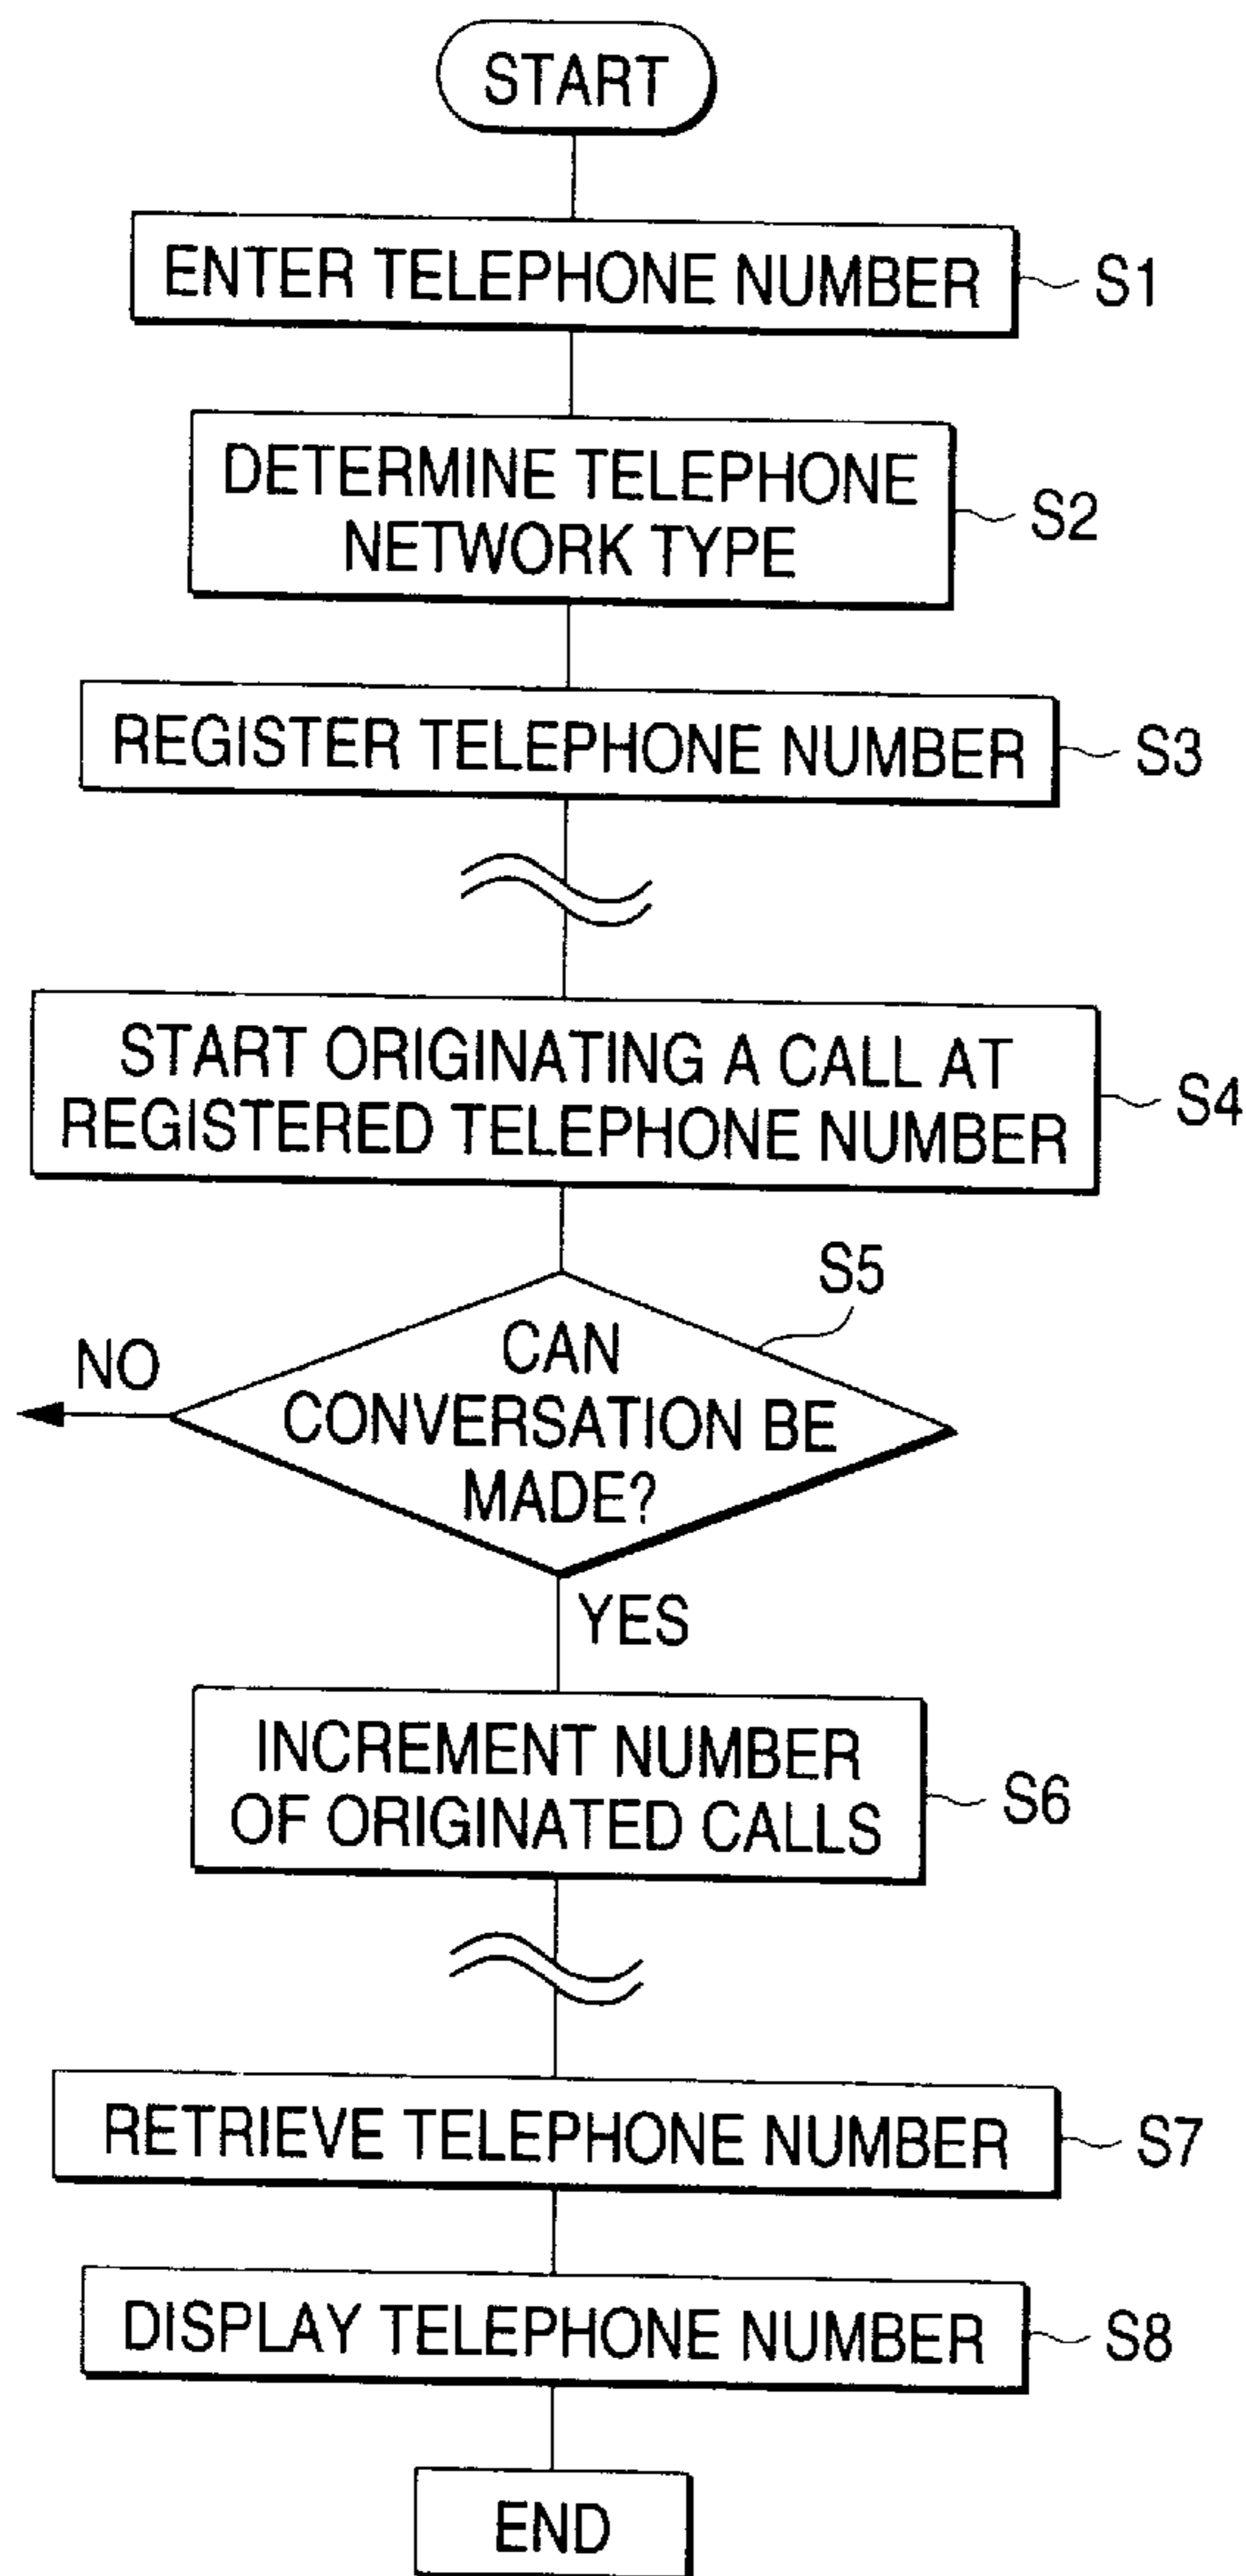 START
ENTER TELEPHONE NUMBER
S1
DETERMINE TELEPHONE
NETWORK TYPE
S2
REGISTER TELEPHONE NUMBER
S3
START ORIGINATING A CALL AT
REGISTERED TELEPHONE NUMBER
S4
S5
CAN
CONVERSATION BE
MADE?
NO
YES
INCREMENT NUMBER
OF ORIGINATED CALLS
S6
RETRIEVE TELEPHONE NUMBER
S7
DISPLAY TELEPHONE NUMBER
S8
END